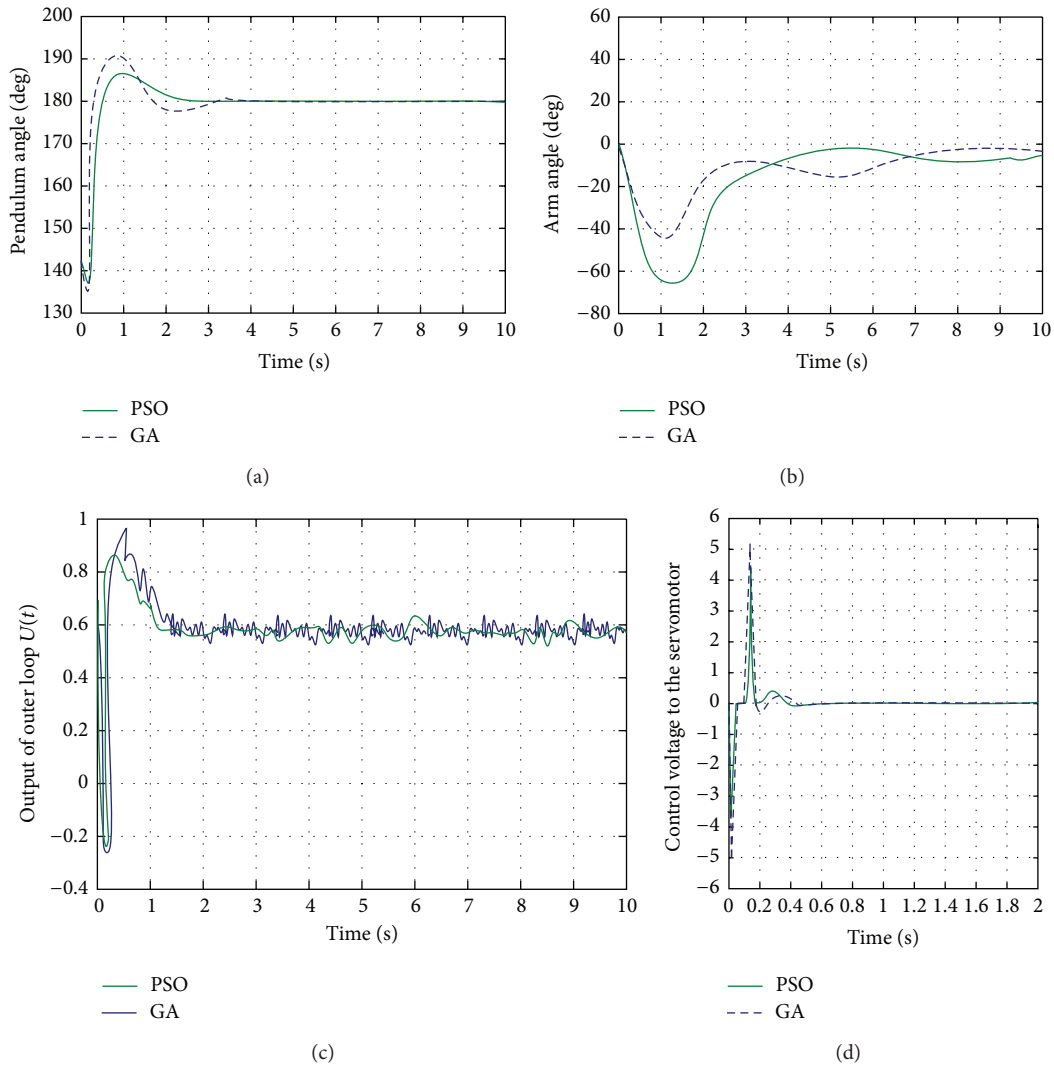 200
190
180
170
160
150
140
130
Pendulum angle (deg)
0 1 2 3 4 5 6 7 8 9 10
Time (s)
PSO
GA
(a)
60
40
20
0
−20
−40
−60
−80
Arm angle (deg)
0 1 2 3 4 5 6 7 8 9 10
Time (s)
PSO
GA
(b)
1
0.8
0.6
0.4
0.2
0
−0.2
−0.4
Output of outer loop U(t)
0 1 2 3 4 5 6 7 8 9 10
Time (s)
PSO
GA
(c)
6
5
4
3
2
1
0
−1
−2
−3
−4
−5
−6
Control voltage to the servomotor
0 0.2 0.4 0.6 0.8 1 1.2 1.4 1.6 1.8 2
Time (s)
PSO
GA
(d)